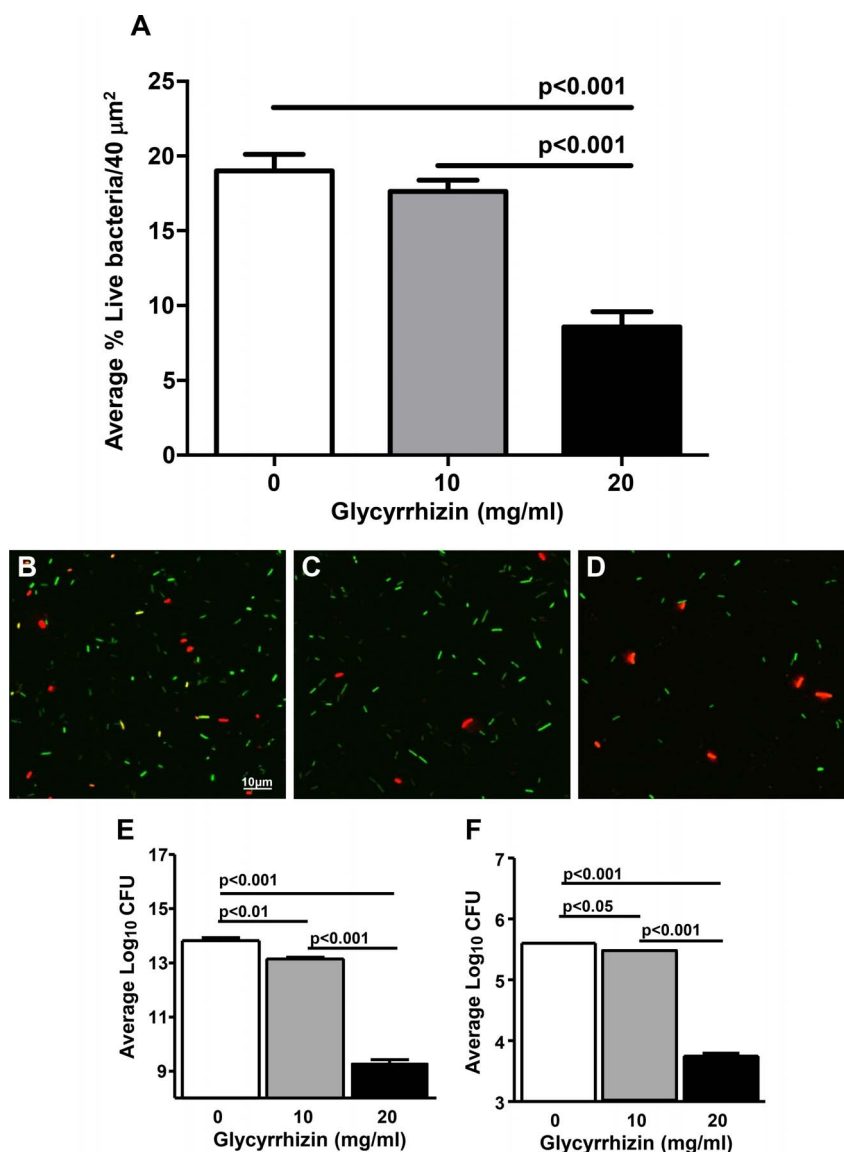 A
p<0.001
p<0.001
Average % Live bacteria/40 μm²
25
20
15
10
5
0
0 10 20
Glycyrrhizin (mg/ml)
B C D
10μm
E
p<0.001
p<0.01
p<0.001
Average Log₁₀ CFU
17
15
13
11
9
0 10 20
Glycyrrhizin (mg/ml)
F
p<0.001
p<0.05
p<0.001
Average Log₁₀ CFU
7
6
5
4
3
0 10 20
Glycyrrhizin (mg/ml)